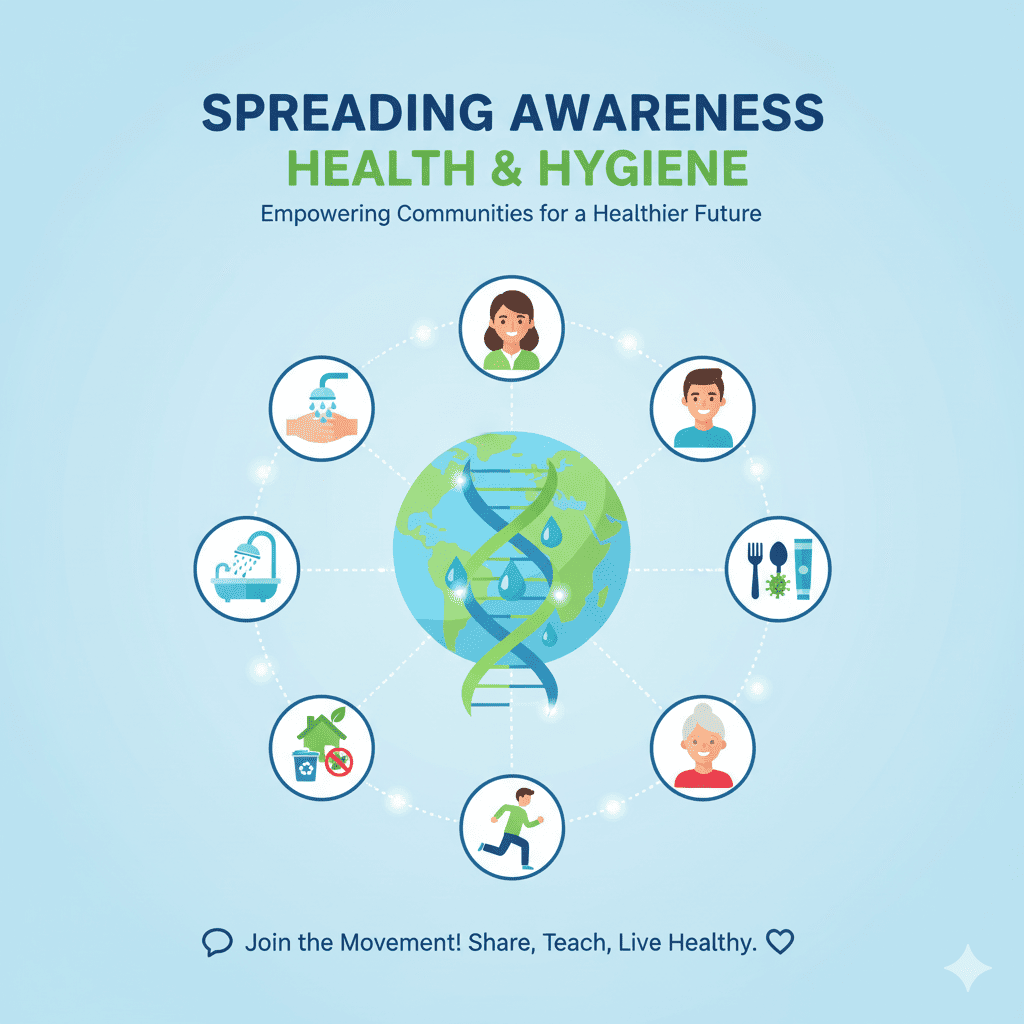 SPREADING AWARENESS
HEALTH & HYGIENE
Empowering Communities for a Healthier Future
Join the Movement! Share, Teach, Live Healthy.